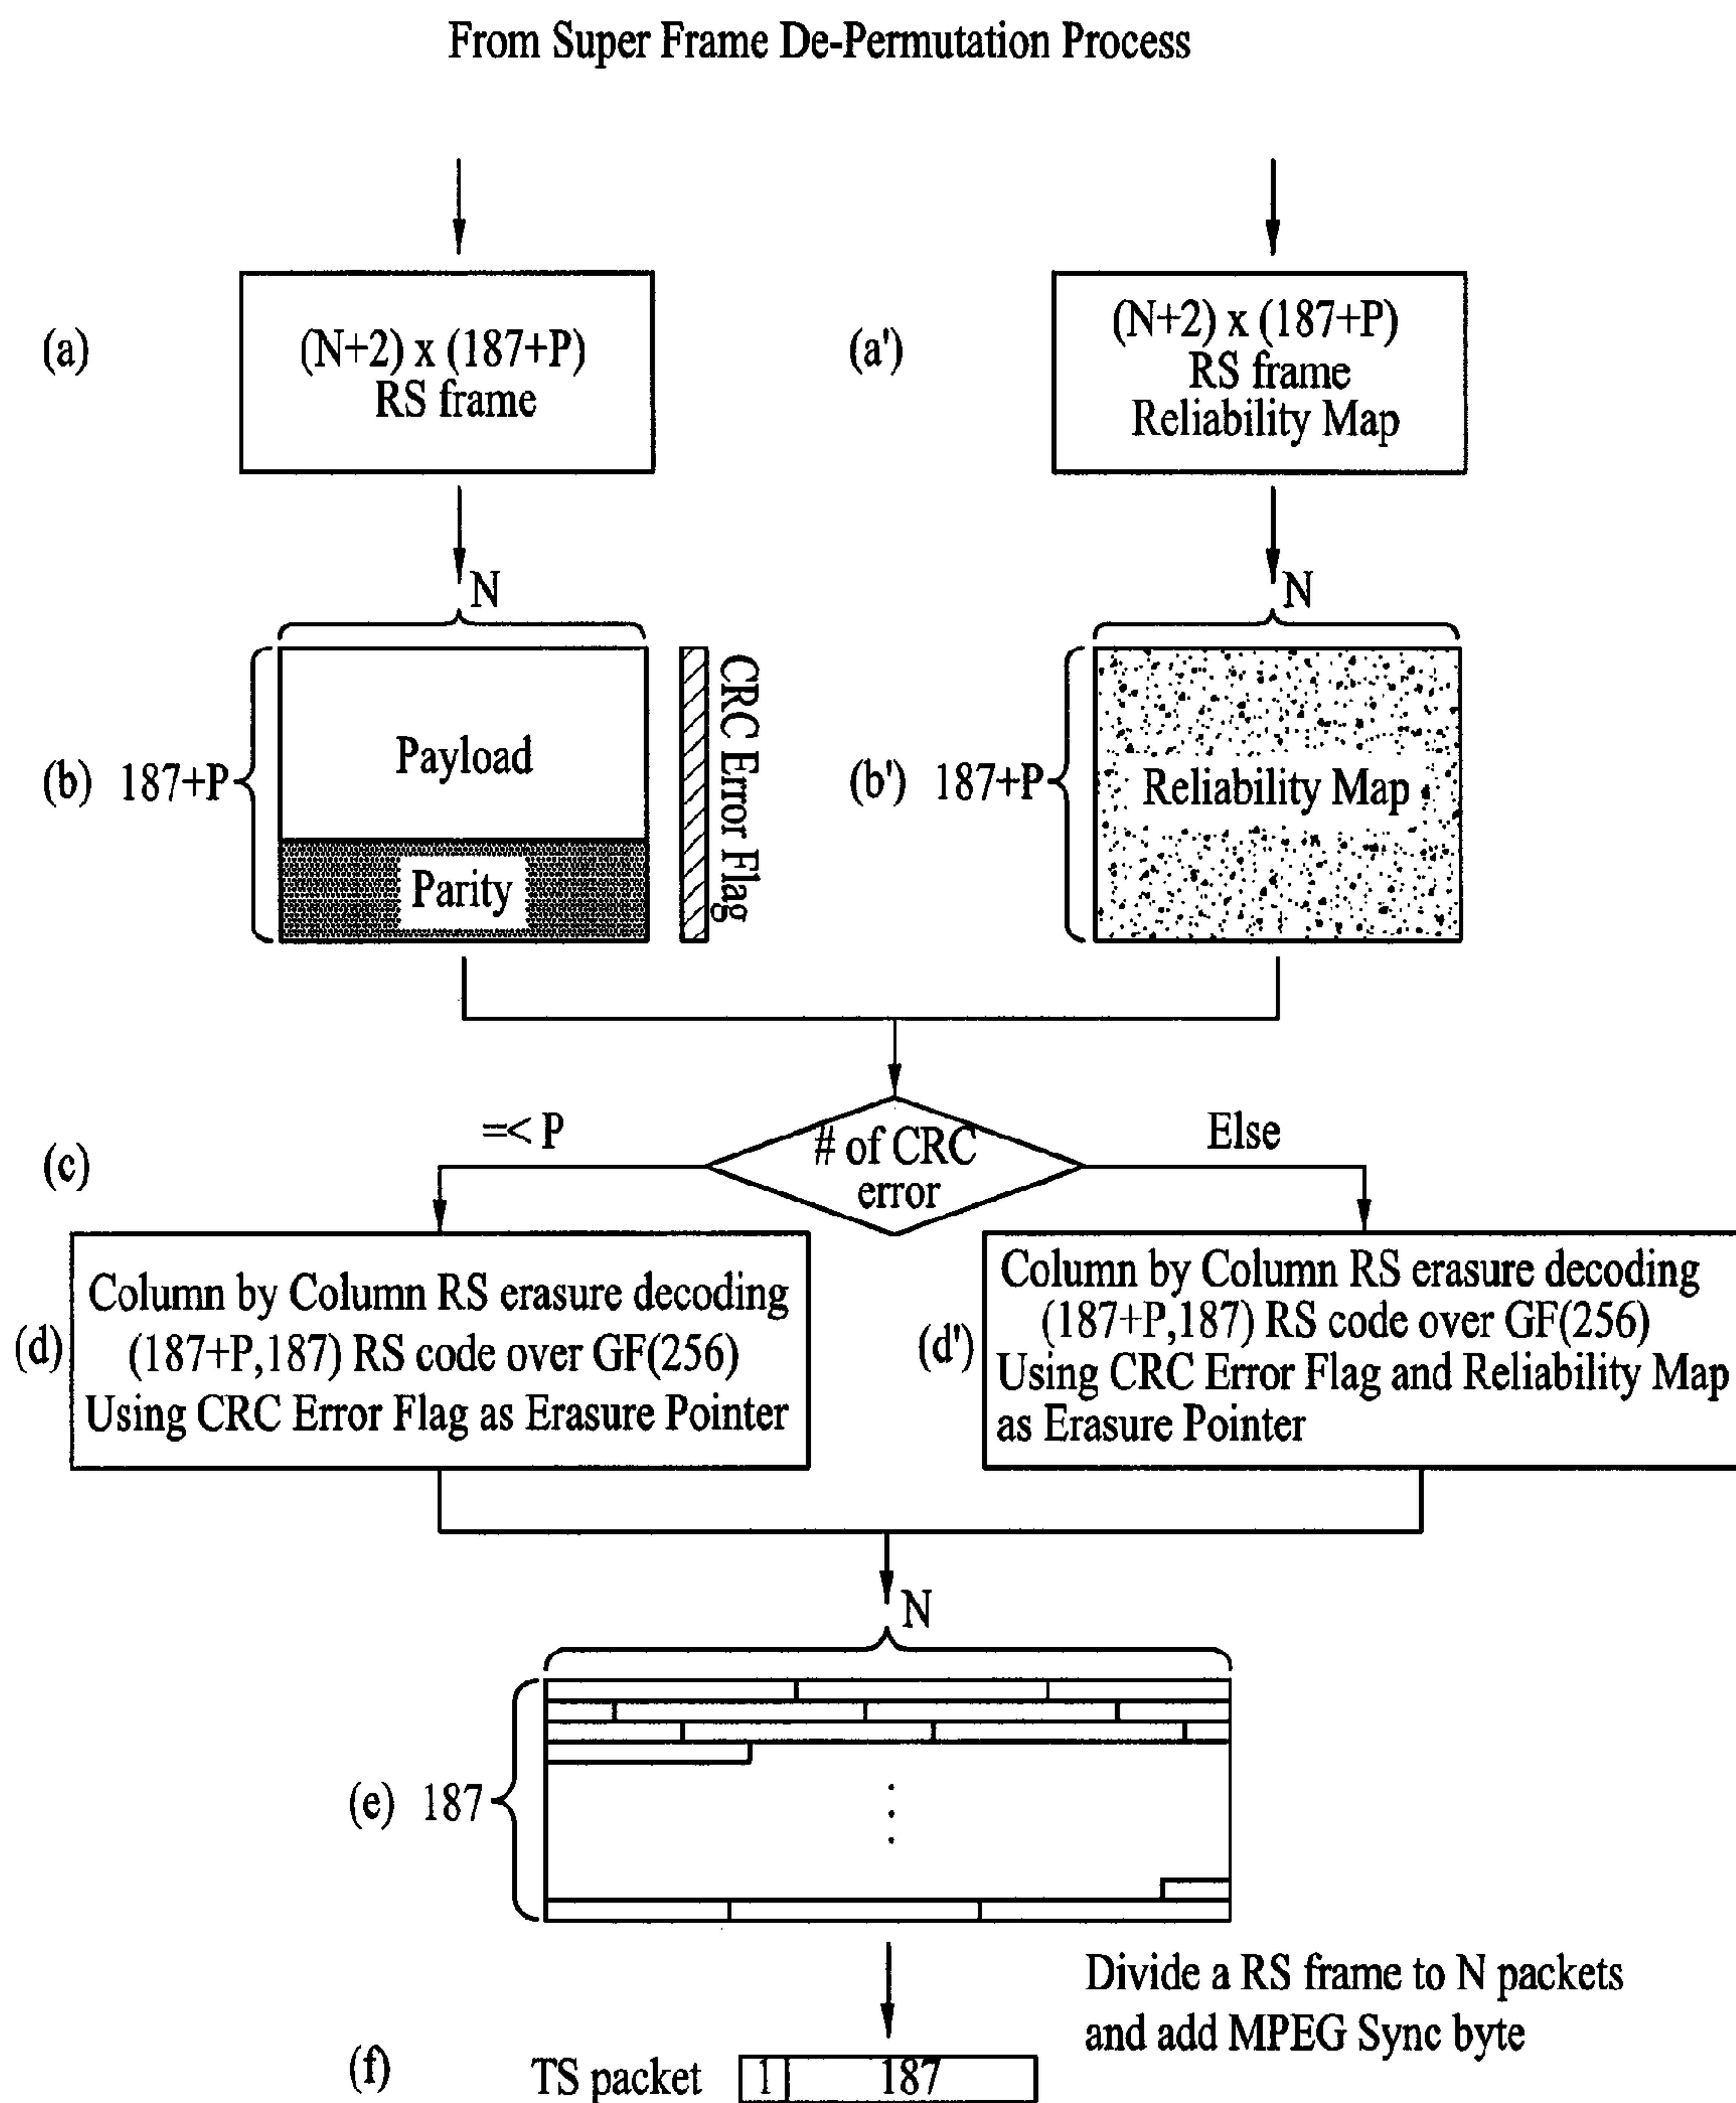 From Super Frame De-Permutation Process
(a)
(N+2) x (187+P)
RS frame
(a')
(N+2) x (187+P)
RS frame
Reliability Map
N
N
(b) 187+P
Payload
Parity
CRC Error Flag
(b') 187+P
Reliability Map
(c)
=< P
# of CRC
error
Else
(d)
Column by Column RS erasure decoding
(187+P,187) RS code over GF(256)
Using CRC Error Flag as Erasure Pointer
(d')
Column by Column RS erasure decoding
(187+P,187) RS code over GF(256)
Using CRC Error Flag and Reliability Map
as Erasure Pointer
N
(e) 187
Divide a RS frame to N packets
and add MPEG Sync byte
(f) TS packet 1 187